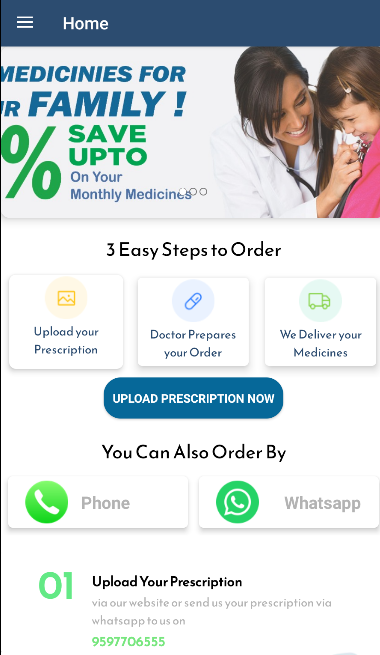 Home
MEDICINIES FOR
UR FAMILY !
% SAVE
UPTO
On Your
Monthly Medicines
3 Easy Steps to Order
Upload your
Prescription
Doctor Prepares
your Order
We Deliver your
Medicines
UPLOAD PRESCRIPTION NOW
You Can Also Order By
Phone
Whatsapp
01
Upload Your Prescription
via our website or send us your prescription via
whatsapp to us on
9597706555